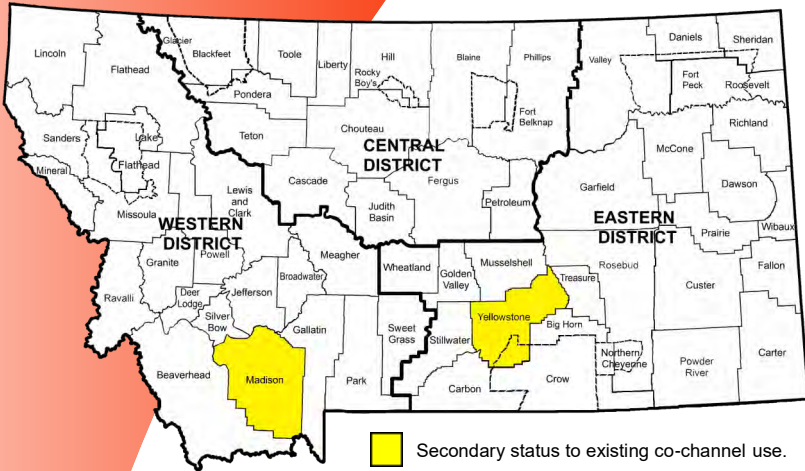 Lincoln
Flathead
Glacier
Blackfeet
Toole
Liberty
Hill
Rocky
Boy's
Blaine
Phillips
Fort
Belknap
Valley
Daniels
Sheridan
Fort
Peck
Roosevelt
Pondera
Teton
Chouteau
CENTRAL
DISTRICT
Sanders
Lake
Flathead
Mineral
Missoula
Lewis
and
Clark
WESTERN
DISTRICT
Powell
Cascade
Judith
Basin
Fergus
Petroleum
Garfield
McCone
Richland
Dawson
EASTERN
DISTRICT
Prairie
Wibaux
Rosebud
Custer
Fallon
Granite
Ravalli
Deer
Lodge
Silver
Bow
Jefferson
Broadwater
Meagher
Gallatin
Wheatland
Golden
Valley
Musselshell
Treasure
Yellowstone
Big Horn
Sweet
Grass
Stillwater
Beaverhead
Madison
Park
Carbon
Crow
Northern
Cheyenne
Powder
River
Carter
Secondary status to existing co-channel use.